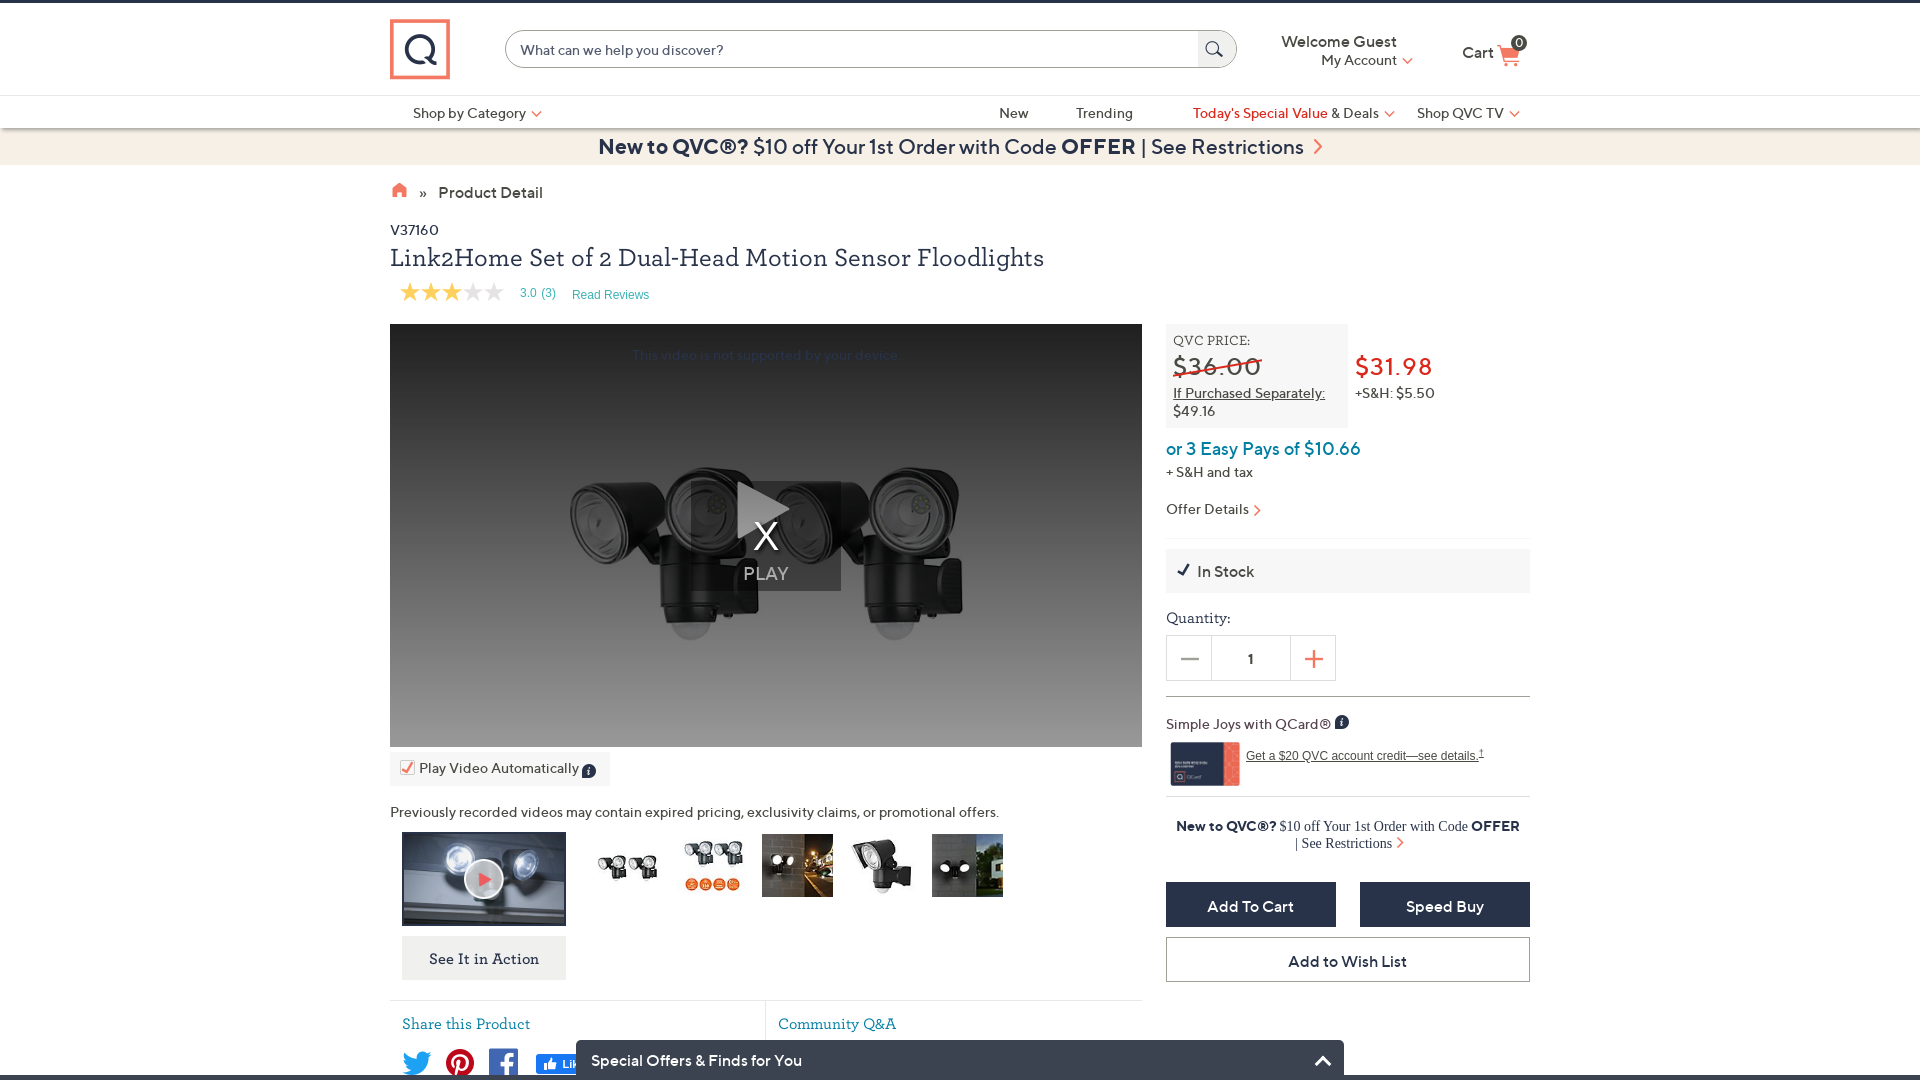 Q
What can we help you discover?
Welcome Guest
My Account
Cart
0
Shop by Category
New
Trending
Today's Special Value & Deals
Shop QVC TV
New to QVC®? $10 off Your 1st Order with Code OFFER | See Restrictions
» Product Detail
V37160
Link2Home Set of 2 Dual-Head Motion Sensor Floodlights
3.0 (3)
Read Reviews
This video is not supported by your device.
X
PLAY
Play Video Automatically
Previously recorded videos may contain expired pricing, exclusivity claims, or promotional offers.
See It in Action
QVC PRICE:
$36.00
If Purchased Separately:
$49.16
$31.98
+S&H: $5.50
or 3 Easy Pays of $10.66
+ S&H and tax
Offer Details
In Stock
Quantity:
1
Simple Joys with QCard®
Get a $20 QVC account credit—see details.†
New to QVC®? $10 off Your 1st Order with Code OFFER
| See Restrictions
Add To Cart
Speed Buy
Add to Wish List
Share this Product
Community Q&A
Special Offers & Finds for You